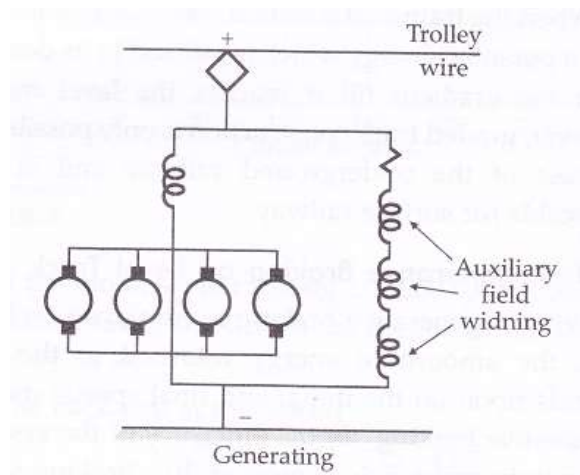 +
Trolley
wire
Auxiliary
field
widning
−
Generating